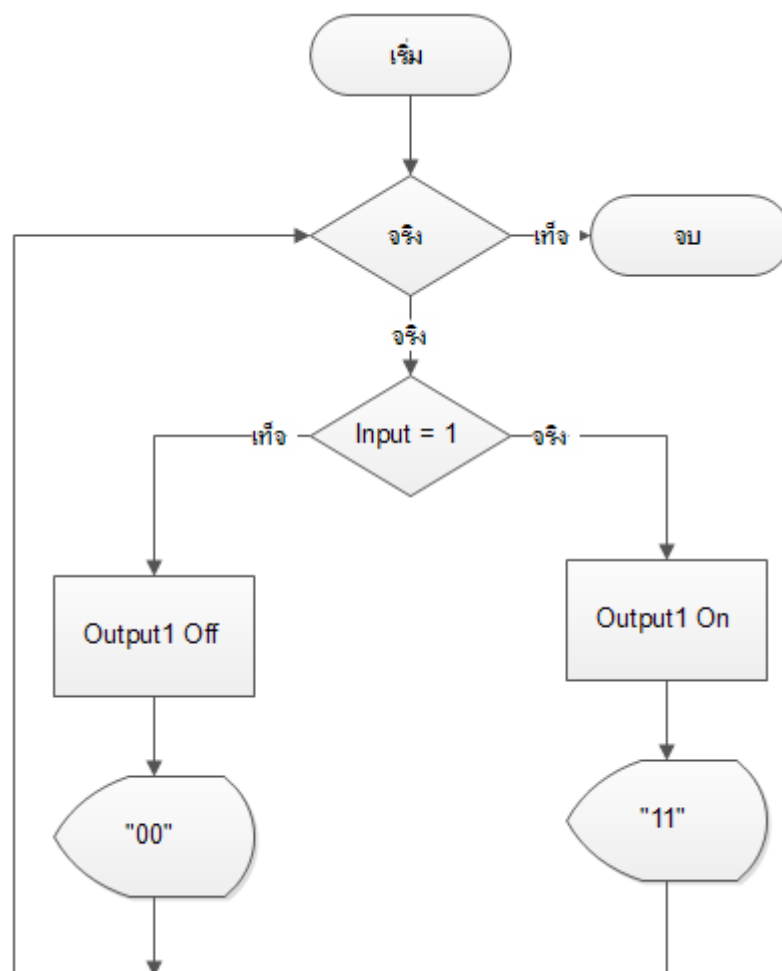 เริ่ม
จริง
เท็จ
จบ
จริง
เท็จ
Input = 1
จริง
Output1 Off
Output1 On
"00"
"11"